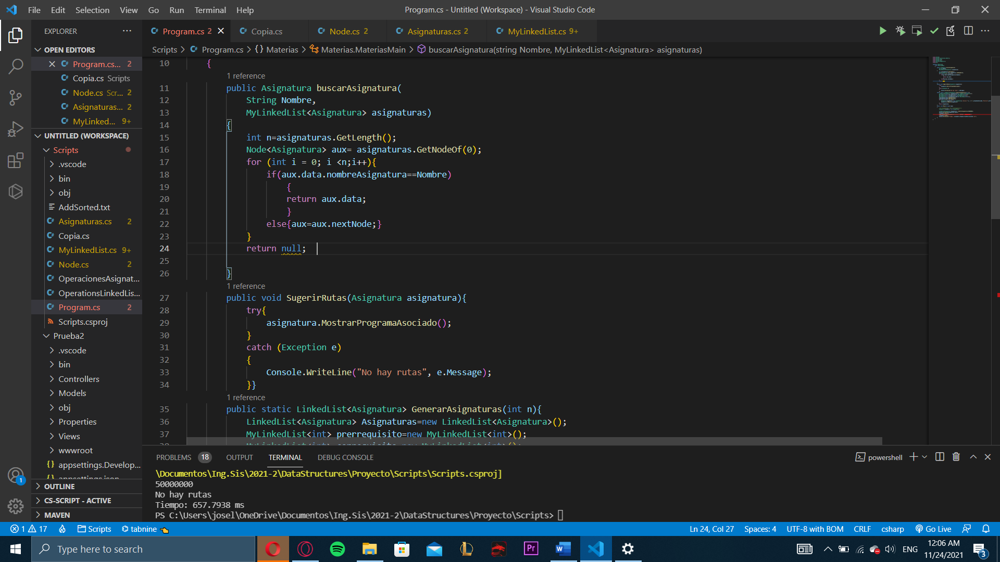 File Edit Selection View Go Run Terminal Help Program.cs - Untitled (Workspace) - Visual Studio Code
EXPLORER ···
Program.cs 2 Copia.cs Node.cs 2 Asignaturas.cs 2 MyLinkedList.cs 9+
OPEN EDITORS
Program.cs... 2
Copia.cs Scripts
Node.cs Scr... 2
Asignaturas... 2
MyLinked... 9+
UNTITLED (WORKSPACE)
Scripts
.vscode
bin
obj
AddSorted.txt
Asignaturas.cs 2
Copia.cs
MyLinkedList.cs 9+
Node.cs 2
OperacionesAsignat...
OperationsLinkedLis...
Program.cs 2
Scripts.csproj
Prueba2
.vscode
bin
Controllers
Models
obj
Properties
Views
wwwroot
appsettings.Develop...
appsettings.json
OUTLINE
CS-SCRIPT - ACTIVE
MAVEN
Scripts > Program.cs > {} Materias > Materias.MateriasMain > buscarAsignatura(string Nombre, MyLinkedList<Asignatura> asignaturas)
10 {
1 reference
11 public Asignatura buscarAsignatura(
12 String Nombre,
13 MyLinkedList<Asignatura> asignaturas)
14 {
15 int n=asignaturas.GetLength();
16 Node<Asignatura> aux= asignaturas.GetNodeOf(0);
17 for (int i = 0; i <n;i++){
18 if(aux.data.nombreAsignatura==Nombre)
19 {
20 return aux.data;
21 }
22 else{aux=aux.nextNode;}
23 }
24 return null;
25
26 }
1 reference
27 public void SugerirRutas(Asignatura asignatura){
28 try{
29 asignatura.MostrarProgramaAsociado();
30 }
31 catch (Exception e)
32 {
33 Console.WriteLine("No hay rutas", e.Message);
34 }}
1 reference
35 public static LinkedList<Asignatura> GenerarAsignaturas(int n){
36 LinkedList<Asignatura> Asignaturas=new LinkedList<Asignatura>();
37 MyLinkedList<int> prerrequisito=new MyLinkedList<int>();
PROBLEMS 18 OUTPUT TERMINAL DEBUG CONSOLE powershell
\Documentos\Ing.Sis\2021-2\DataStructures\Proyecto\Scripts\Scripts.csproj]
50000000
No hay rutas
Tiempo: 657.7938 ms
PS C:\Users\josel\OneDrive\Documentos\Ing.Sis\2021-2\DataStructures\Proyecto\Scripts>
1 17 Scripts tabnine Ln 24, Col 27 Spaces: 4 UTF-8 with BOM CRLF csharp Go Live
1
Type here to search Pr W ENG 12:06 AM
11/24/2021 3